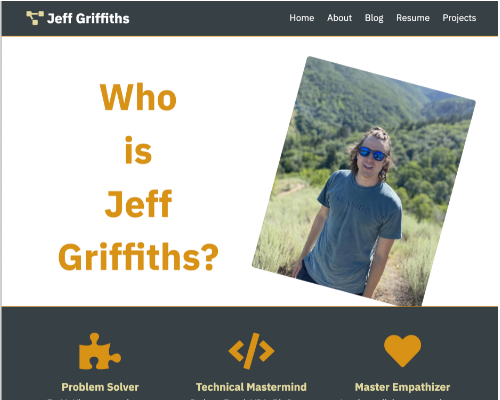 Jeff Griffiths
Home About Blog Resume Projects
Who
is
Jeff
Griffiths?
Problem Solver
Technical Mastermind
Master Empathizer